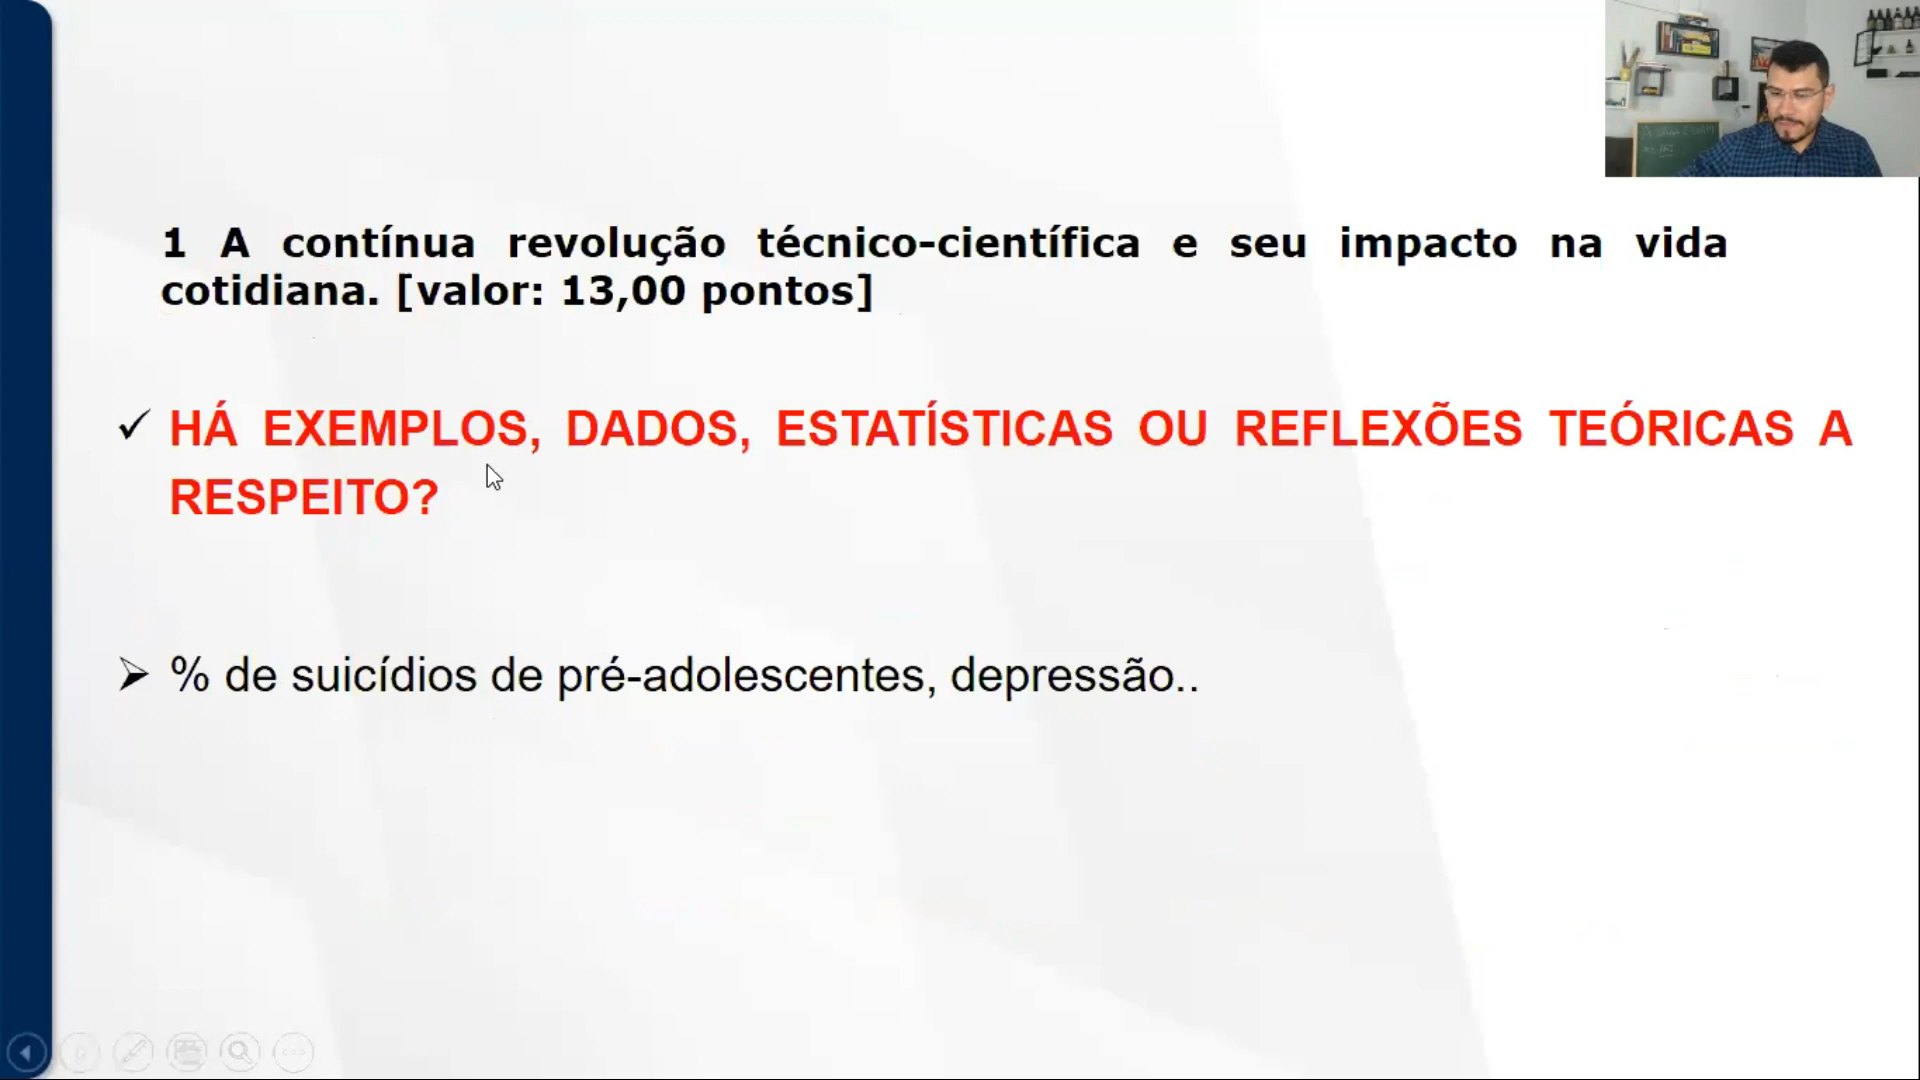 1 A contínua revolução técnico-científica e seu impacto na vida
cotidiana. [valor: 13,00 pontos]
✓ HÁ EXEMPLOS, DADOS, ESTATÍSTICAS OU REFLEXÕES TEÓRICAS A
RESPEITO?
➢ % de suicídios de pré-adolescentes, depressão..